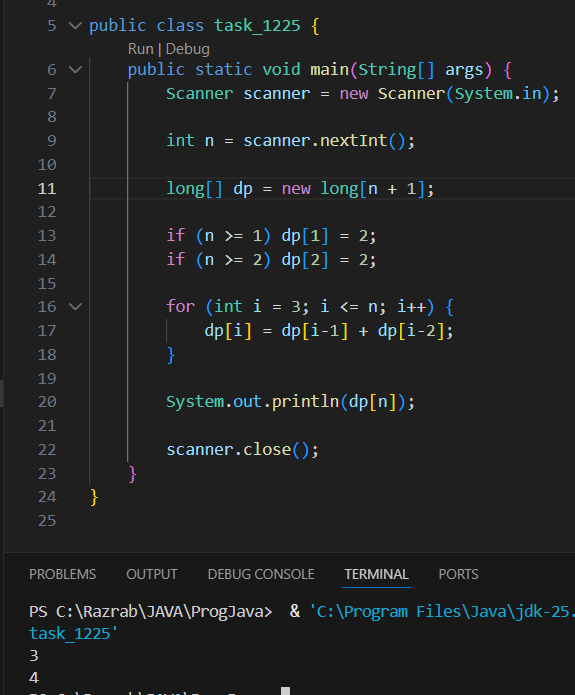 4
5 public class task_1225 {
Run | Debug
6 public static void main(String[] args) {
7 Scanner scanner = new Scanner(System.in);
8
9 int n = scanner.nextInt();
10
11 long[] dp = new long[n + 1];
12
13 if (n >= 1) dp[1] = 2;
14 if (n >= 2) dp[2] = 2;
15
16 for (int i = 3; i <= n; i++) {
17 dp[i] = dp[i-1] + dp[i-2];
18 }
19
20 System.out.println(dp[n]);
21
22 scanner.close();
23 }
24 }
25
PROBLEMS OUTPUT DEBUG CONSOLE TERMINAL PORTS
PS C:\Razrab\JAVA\ProgJava> & 'C:\Program Files\Java\jdk-25.
task_1225'
3
4